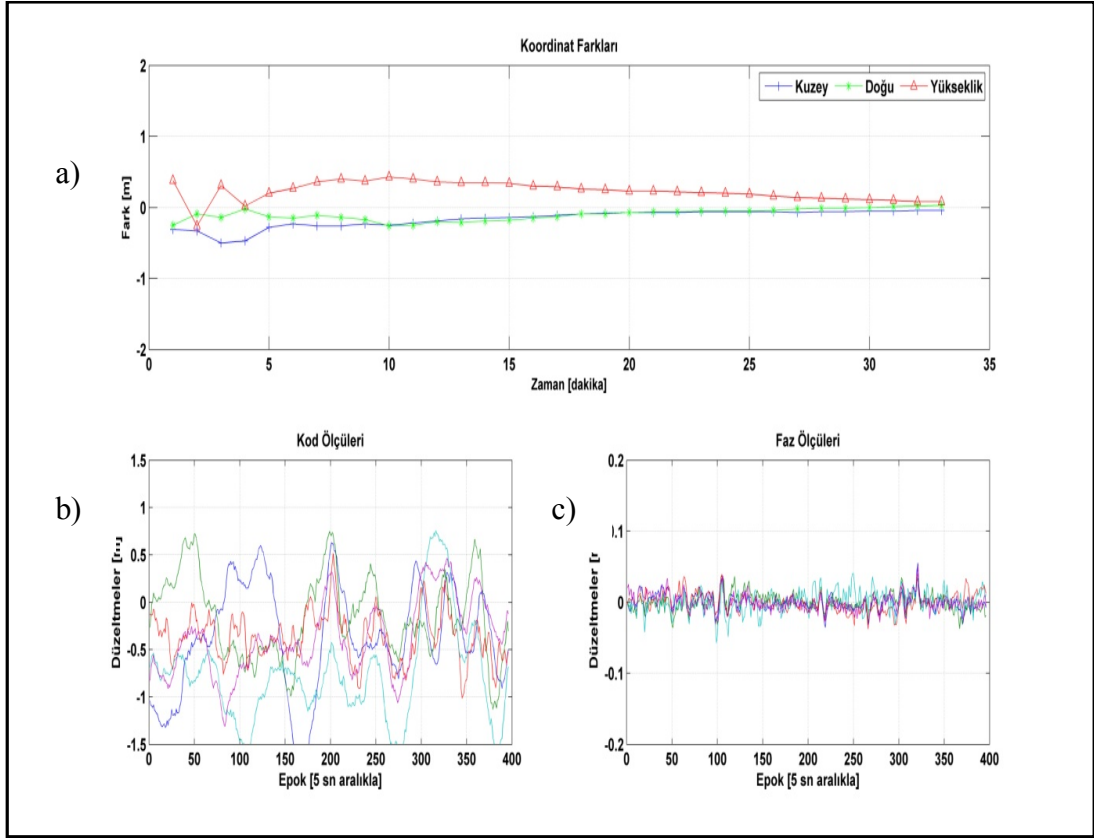 Koordinat Farkları
a)
Fark [m]
2
1
0
-1
-2
Kuzey Doğu Yükseklik
0 5 10 15 20 25 30 35
Zaman [dakika]
b)
Kod Ölçüleri
Düzeltmeler
1.5
1
0.5
0
-0.5
-1
-1.5
0 50 100 150 200 250 300 350 400
Epok [5 sn aralıkla]
c)
Faz Ölçüleri
Düzeltmeler
0.2
0
-0.1
-0.2
0 50 100 150 200 250 300 350 400
Epok [5 sn aralıkla]